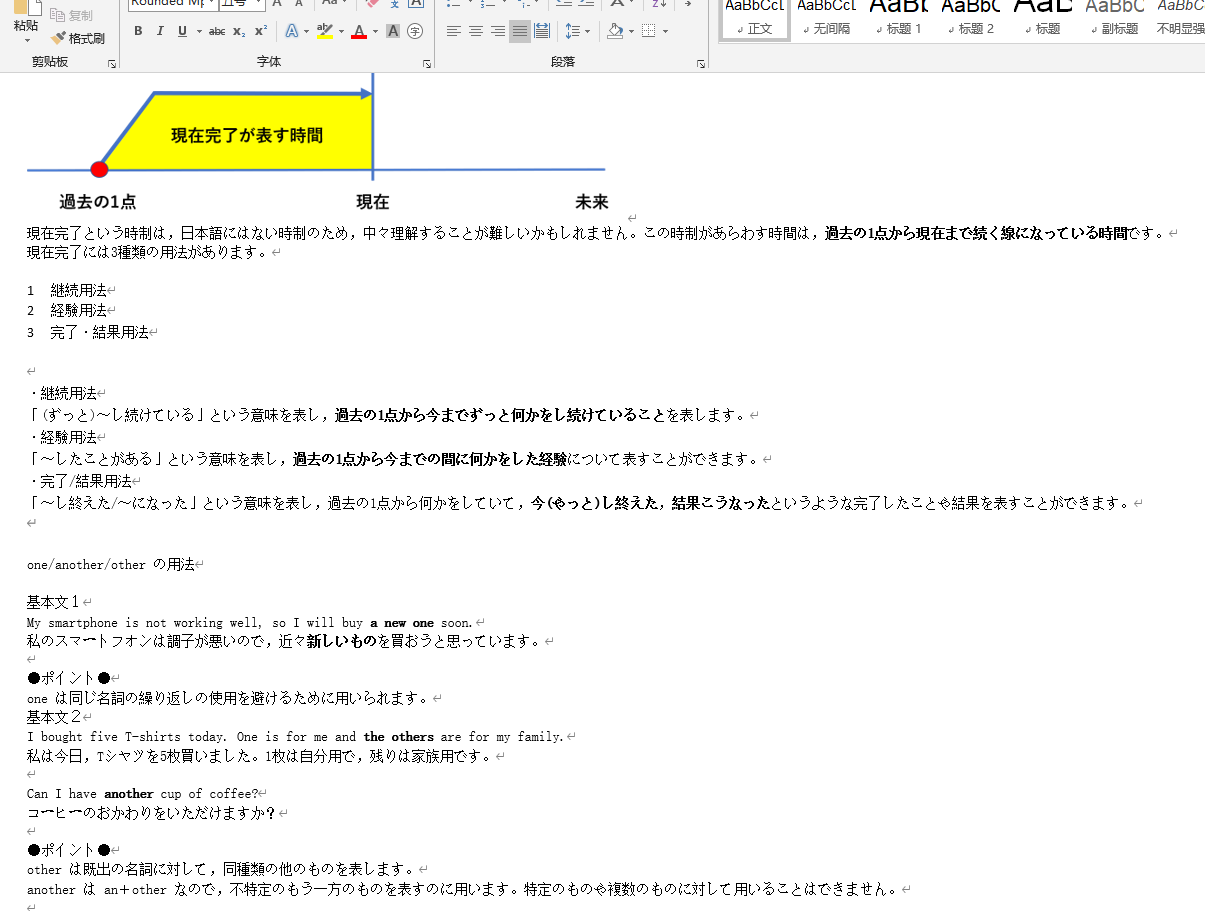 粘贴
复制
格式刷
剪贴板
B I U abc x₂ x² A A A 字
字体
段落
AaBbCcL AaBbCcL AaBb AaBbC AaB AaBbC AaBbC
正文 无间隔 标题 1 标题 2 标题 副标题 不明显强
現在完了が表す時間
過去の1点 現在 未来
現在完了という時制は，日本語にはない時制のため，中々理解することが難しいかもしれません。この時制があらわす時間は，過去の1点から現在まで続く線になっている時間です。
現在完了には3種類の用法があります。
1 継続用法
2 経験用法
3 完了・結果用法
・継続用法
「(ずっと)～し続けている」という意味を表し，過去の1点から今までずっと何かをし続けていることを表します。
・経験用法
「～したことがある」という意味を表し，過去の1点から今までの間に何かをした経験について表すことができます。
・完了/結果用法
「～し終えた/～になった」という意味を表し，過去の1点から何かをしていて，今(やっと)し終えた，結果こうなったというような完了したことや結果を表すことができます。
one/another/other の用法
基本文１
My smartphone is not working well, so I will buy a new one soon.
私のスマートフオンは調子が悪いので，近々新しいものを買おうと思っています。
●ポイント●
one は同じ名詞の繰り返しの使用を避けるために用いられます。
基本文２
I bought five T-shirts today. One is for me and the others are for my family.
私は今日，Tシャツを5枚買いました。1枚は自分用で，残りは家族用です。
Can I have another cup of coffee?
コーヒーのおかわりをいただけますか？
●ポイント●
other は既出の名詞に対して，同種類の他のものを表します。
another は an＋other なので，不特定のもう一方のものを表すのに用います。特定のものや複数のものに対して用いることはできません。